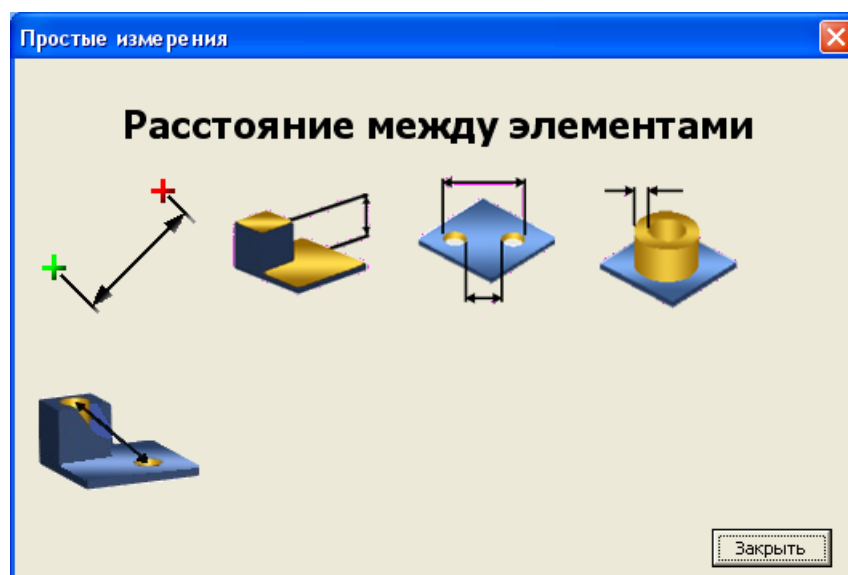 Простые измерения
Расстояние между элементами
Закрыть